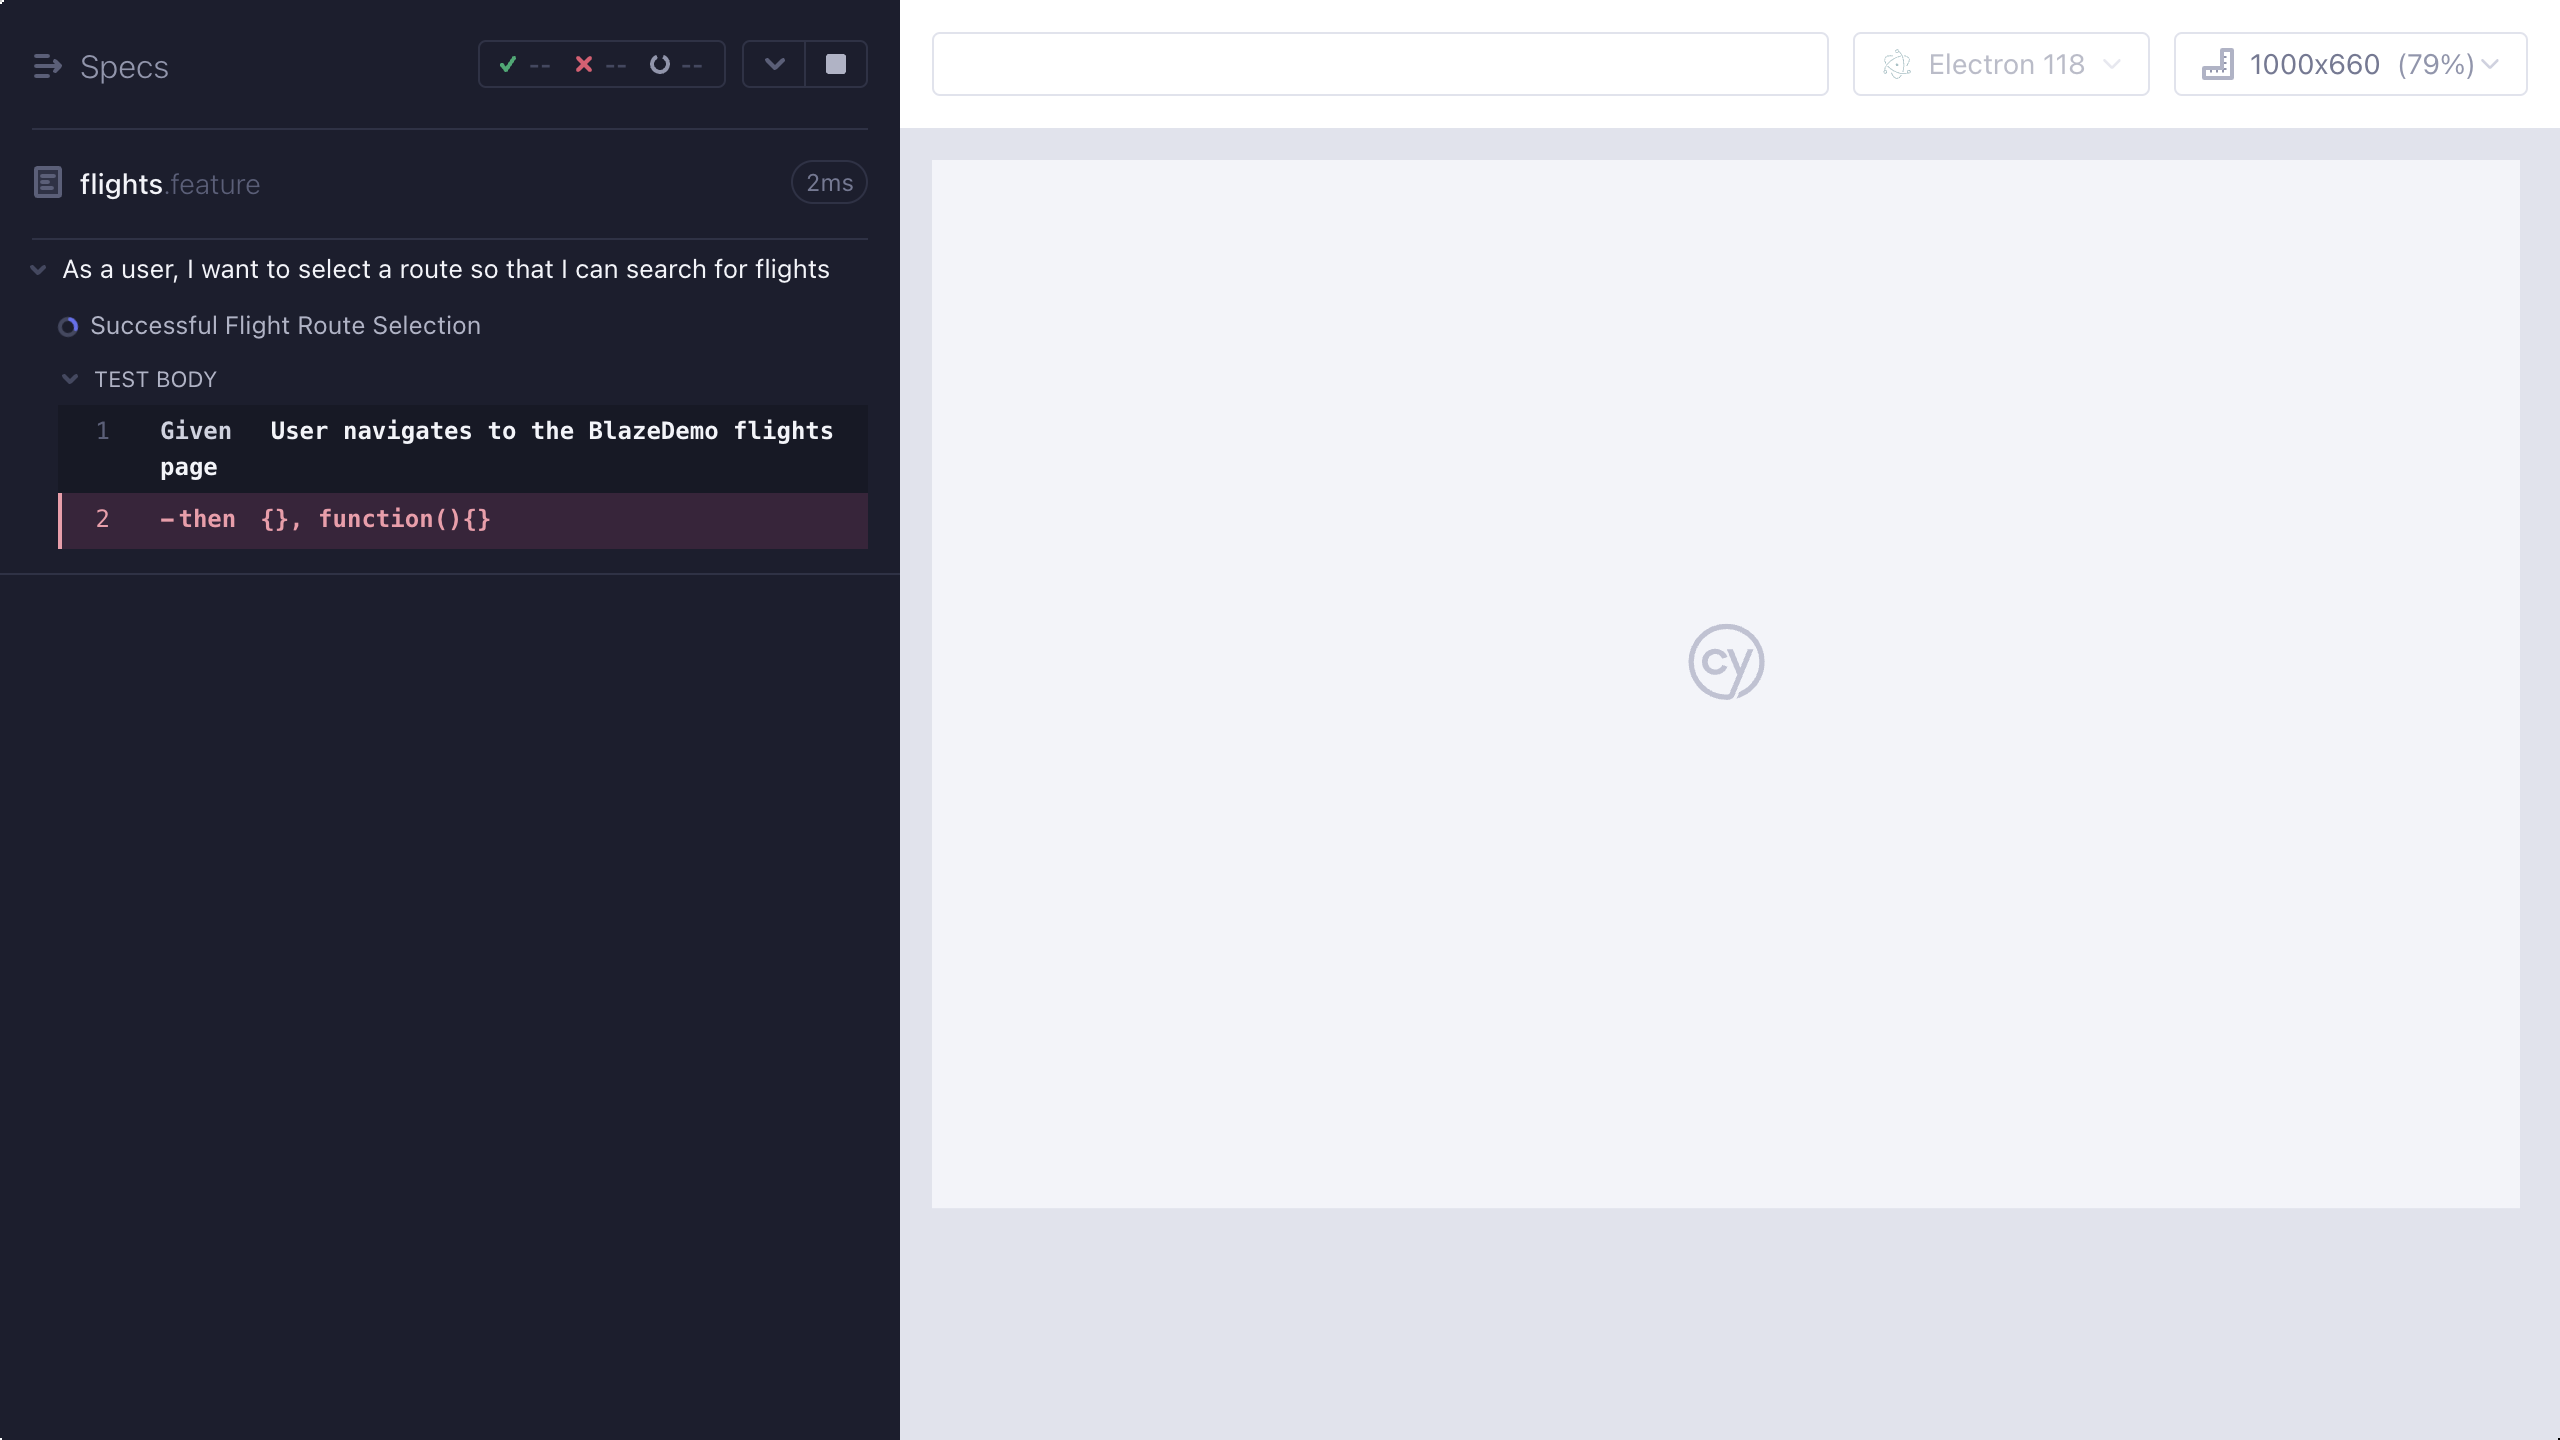 Specs
-- -- --
flights.feature
2ms
As a user, I want to select a route so that I can search for flights
Successful Flight Route Selection
TEST BODY
1 Given User navigates to the BlazeDemo flights
page
2 -then {}, function(){}
Electron 118
1000x660 (79%)
cy